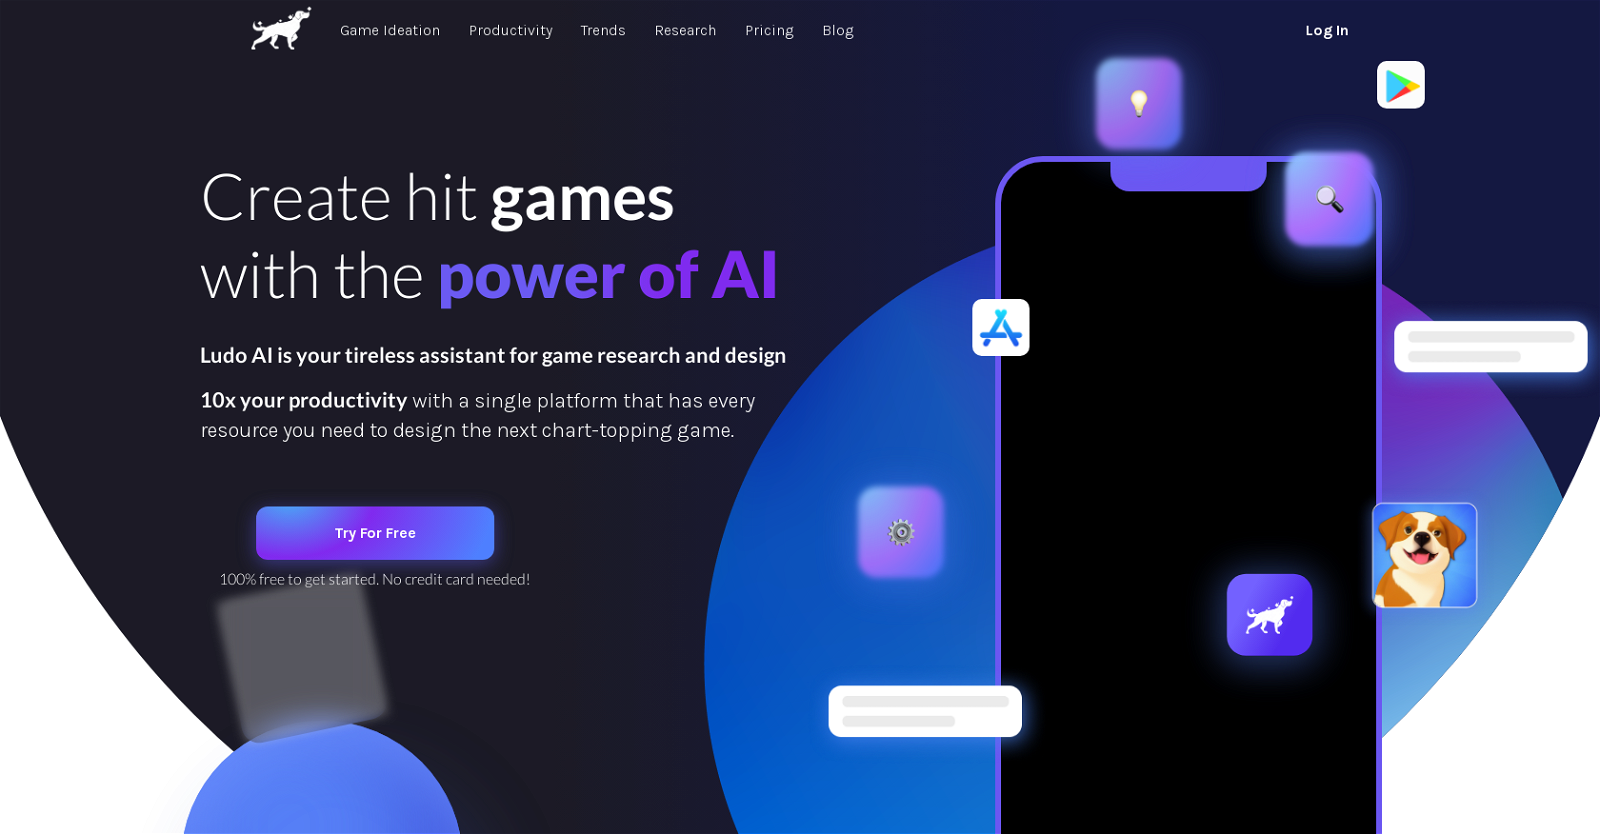 Game Ideation Productivity Trends Research Pricing Blog Log In
Create hit games
with the power of AI
Ludo AI is your tireless assistant for game research and design
10x your productivity with a single platform that has every
resource you need to design the next chart-topping game.
Try For Free
100% free to get started. No credit card needed!